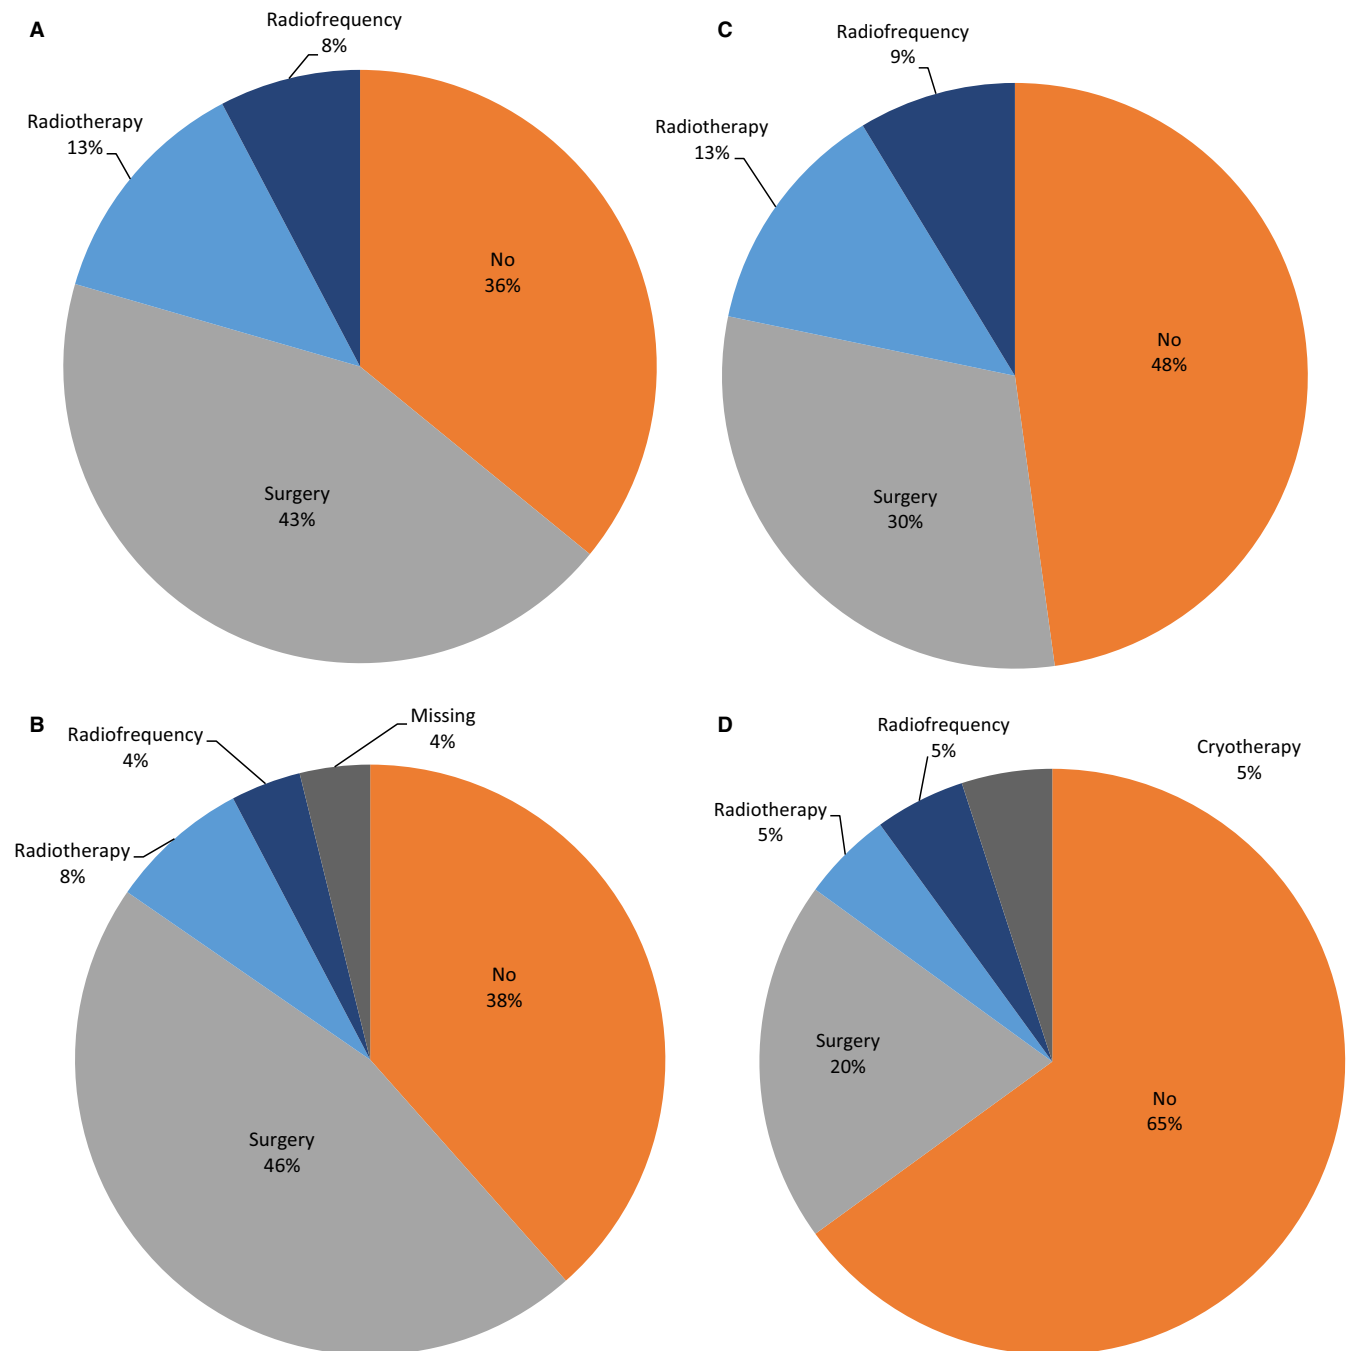 A
Radiofrequency
8%
Radiotherapy
13%
No
36%
Surgery
43%
C
Radiofrequency
9%
Radiotherapy
13%
No
48%
Surgery
30%
B
Missing
4%
Radiofrequency
4%
Radiotherapy
8%
No
38%
Surgery
46%
D
Radiofrequency
5%
Cryotherapy
5%
Radiotherapy
5%
Surgery
20%
No
65%